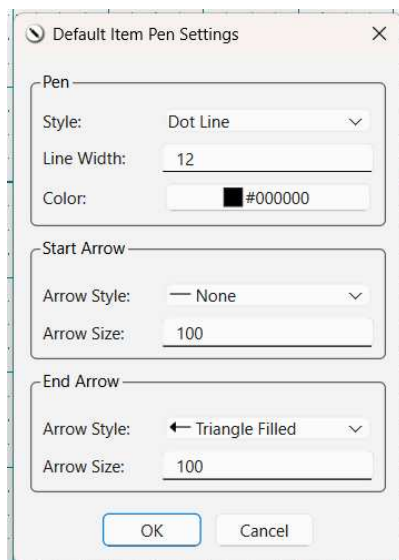 Default Item Pen Settings
Pen
Style: Dot Line
Line Width: 12
Color: #000000
Start Arrow
Arrow Style: None
Arrow Size: 100
End Arrow
Arrow Style: Triangle Filled
Arrow Size: 100
OK Cancel